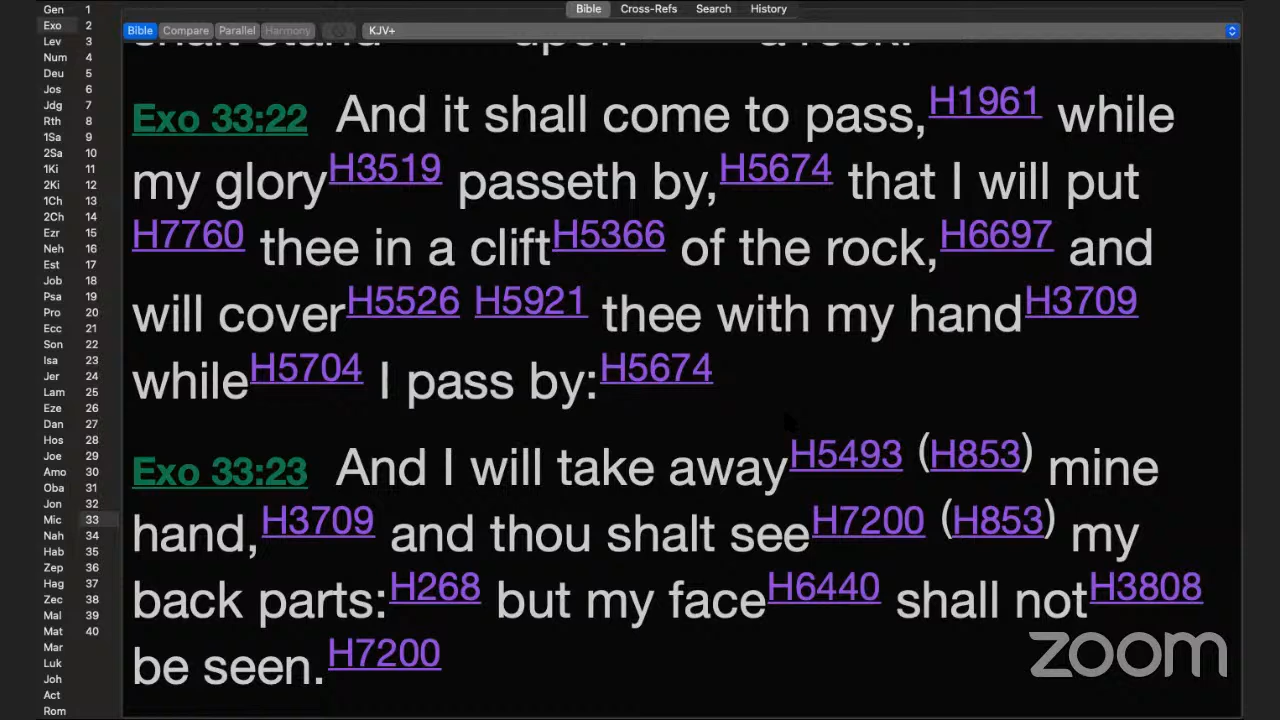 Bible Cross-Refs Search History
Bible Compare Parallel Harmony KJV+
Gen 1
Exo 2
Lev 3
Num 4
Deu 5
Jos 6
Jdg 7
Rth 8
1Sa 9
2Sa 10
1Ki 11
2Ki 12
1Ch 13
2Ch 14
Ezr 15
Neh 16
Est 17
Job 18
Psa 19
Pro 20
Ecc 21
Son 22
Isa 23
Jer 24
Lam 25
Eze 26
Dan 27
Hos 28
Joe 29
Amo 30
Oba 31
Jon 32
Mic 33
Nah 34
Hab 35
Zep 36
Hag 37
Zec 38
Mal 39
Mat 40
Mar
Luk
Joh
Act
Rom
shalt stand upon a rock:
Exo 33:22 And it shall come to pass,H1961 while
my gloryH3519 passeth by,H5674 that I will put
H7760 thee in a cliftH5366 of the rock,H6697 and
will coverH5526 H5921 thee with my handH3709
whileH5704 I pass by:H5674
Exo 33:23 And I will take awayH5493 (H853) mine
hand,H3709 and thou shalt seeH7200 (H853) my
back parts:H268 but my faceH6440 shall notH3808
be seen.H7200
zoom